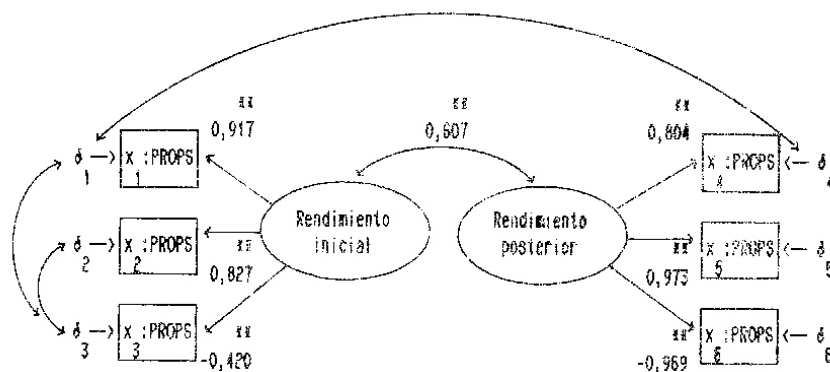 ** ** **
0,917 0,607 0,804
δ x :PROPS x :PROPS δ
1 1 4 4
Rendimiento Rendimiento
inicial posterior
δ x :PROPS x :PROPS δ
2 2 ** ** 5 5
0,827 0,973
δ x :PROPS x :PROPS δ
3 3 ** ** 6 6
-0,420 -0,969